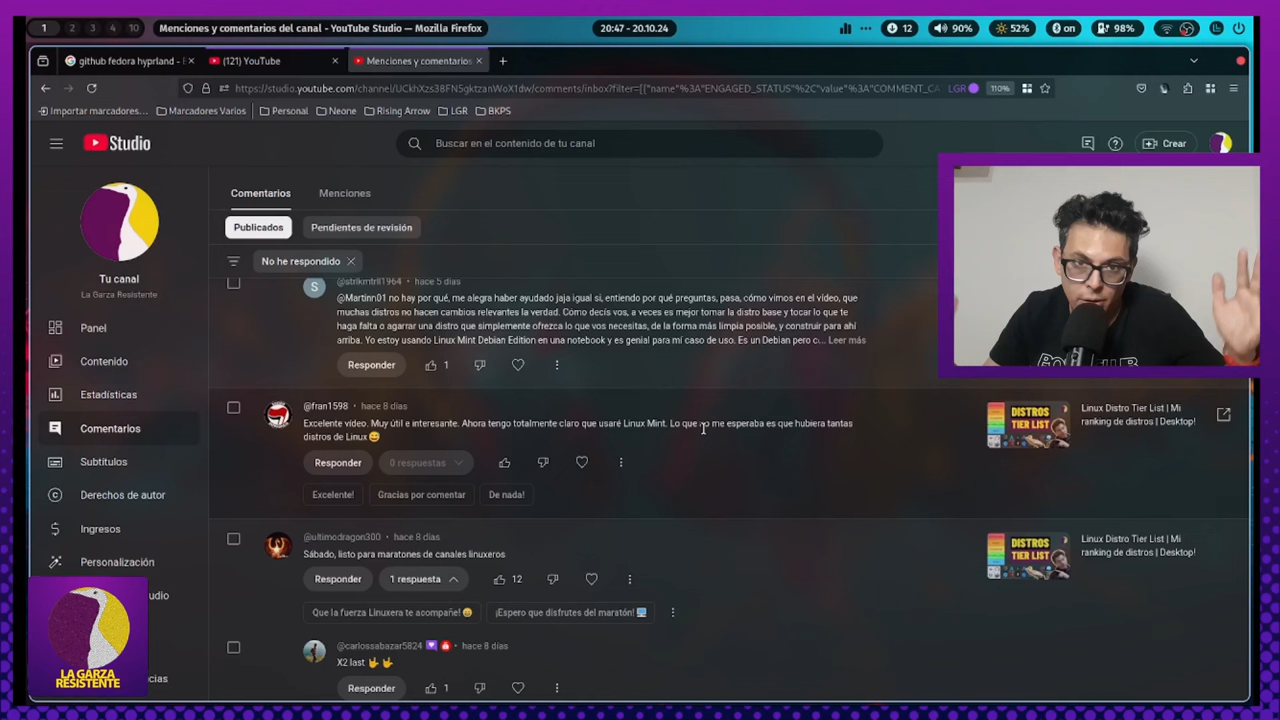 1 2 3 4 10 Menciones y comentarios del canal - YouTube Studio — Mozilla Firefox 20:47 - 20.10.24 12 90% 52% on 98%
github fedora hyprland - (121) YouTube Menciones y comentarios
https://studio.youtube.com/channel/UCkhXzs38FN5gktzanWoX1dw/comments/inbox?filter=[{"name"%3A"ENGAGED_STATUS"%2C"value"%3A"COMMENT_CA LGR 110%
Importar marcadores... Marcadores Varios Personal Neone Rising Arrow LGR BKPS
Studio
Buscar en el contenido de tu canal
Crear
Tu canal
La Garza Resistente
Panel
Contenido
Estadísticas
Comentarios
Subtítulos
Derechos de autor
Ingresos
Personalización
Comentarios Menciones
Publicados Pendientes de revisión
No he respondido
@strlkmtrll1964 • hace 5 días
@Martinn01 no hay por qué, me alegra haber ayudado jaja igual si, entiendo por qué preguntas, pasa, cómo vimos en el vídeo, que
muchas distros no hacen cambios relevantes la verdad. Como decís vos, a veces es mejor tomar la distro base y tocar lo que te
haga falta o agarrar una distro que simplemente ofrezca lo que vos necesitas, de la forma más limpia posible, y construir para ahí
arriba. Yo estoy usando Linux Mint Debian Edition en una notebook y es genial para mí caso de uso. Es un Debian pero c... Leer más
Responder 1
@fran1598 • hace 8 días
Excelente vídeo. Muy útil e interesante. Ahora tengo totalmente claro que usaré Linux Mint. Lo que no me esperaba es que hubiera tantas
distros de Linux
Responder 0 respuestas
Excelente! Gracias por comentar De nada!
DISTROS
TIER LIST
Linux Distro Tier List | Mi
ranking de distros | Desktop!
@ultimodragon300 • hace 8 días
Sábado, listo para maratones de canales linuxeros
Responder 1 respuesta 12
Que la fuerza Linuxera te acompañe! ¡Espero que disfrutes del maratón!
DISTROS
TIER LIST
Linux Distro Tier List | Mi
ranking de distros | Desktop!
@carlossabazar5824 • hace 8 días
X2 last
Responder 1
LA GARZA
RESISTENTE